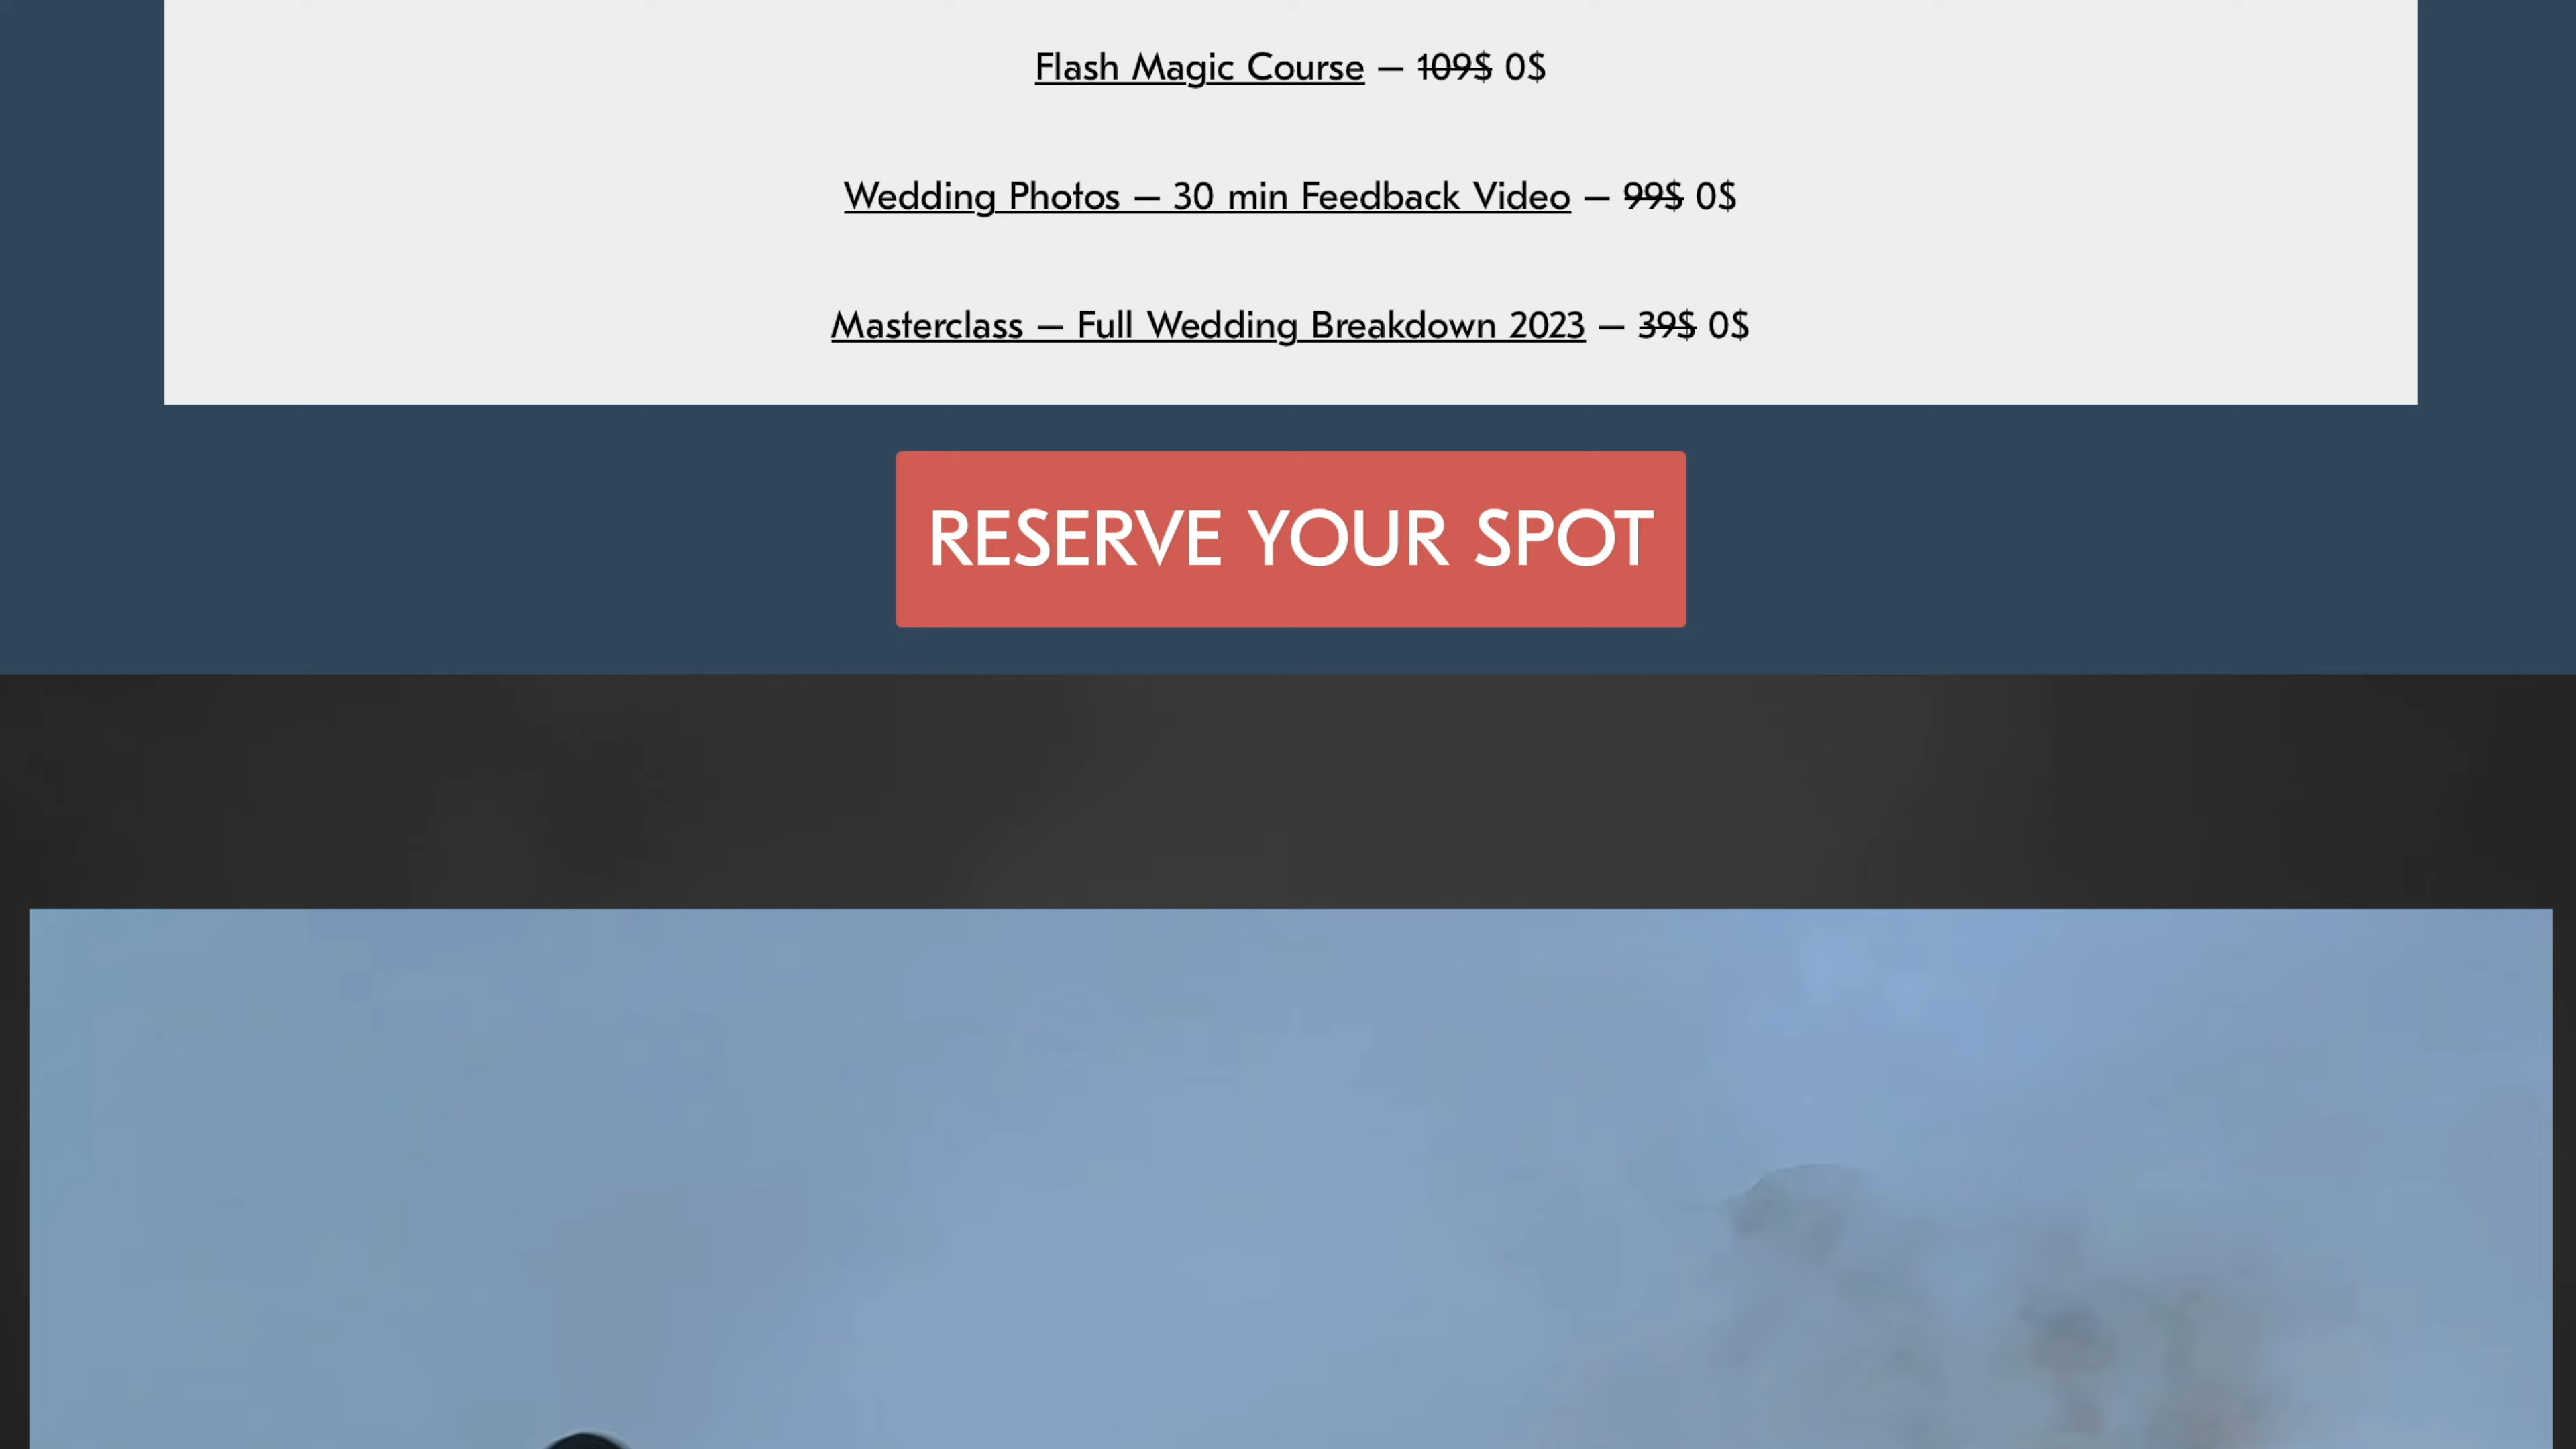 Flash Magic Course – 109$ 0$
Wedding Photos – 30 min Feedback Video – 99$ 0$
Masterclass – Full Wedding Breakdown 2023 – 39$ 0$
RESERVE YOUR SPOT